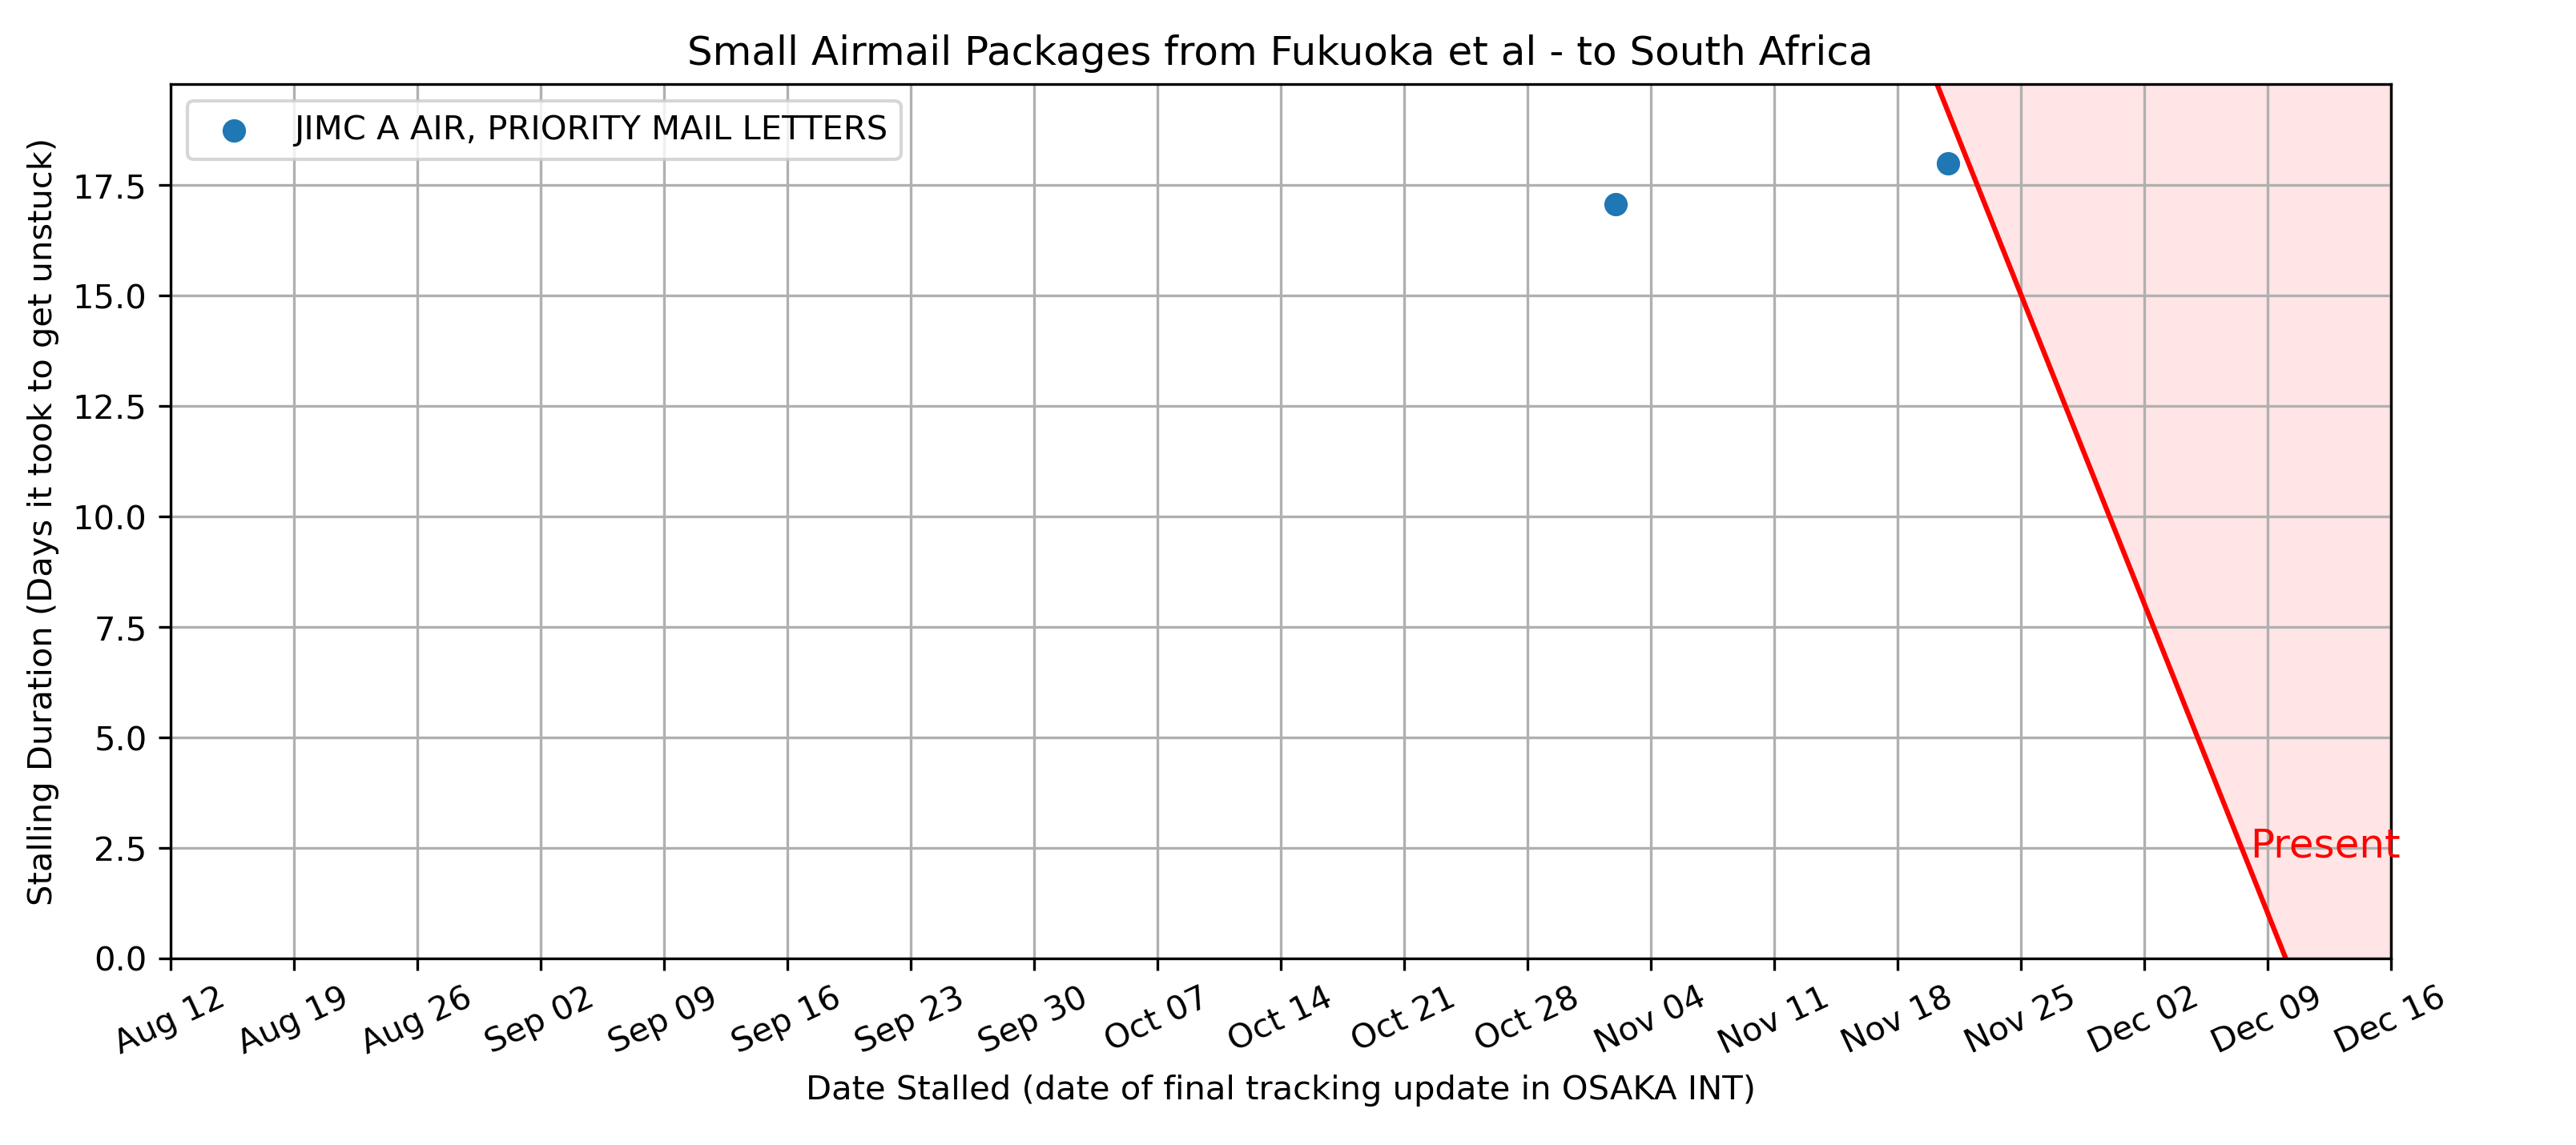 Small Airmail Packages from Fukuoka et al - to South Africa
JIMC A AIR, PRIORITY MAIL LETTERS
Stalling Duration (Days it took to get unstuck)
17.5
15.0
12.5
10.0
7.5
5.0
2.5
0.0
Present
Aug 12
Aug 19
Aug 26
Sep 02
Sep 09
Sep 16
Sep 23
Sep 30
Oct 07
Oct 14
Oct 21
Oct 28
Nov 04
Nov 11
Nov 18
Nov 25
Dec 02
Dec 09
Dec 16
Date Stalled (date of final tracking update in OSAKA INT)